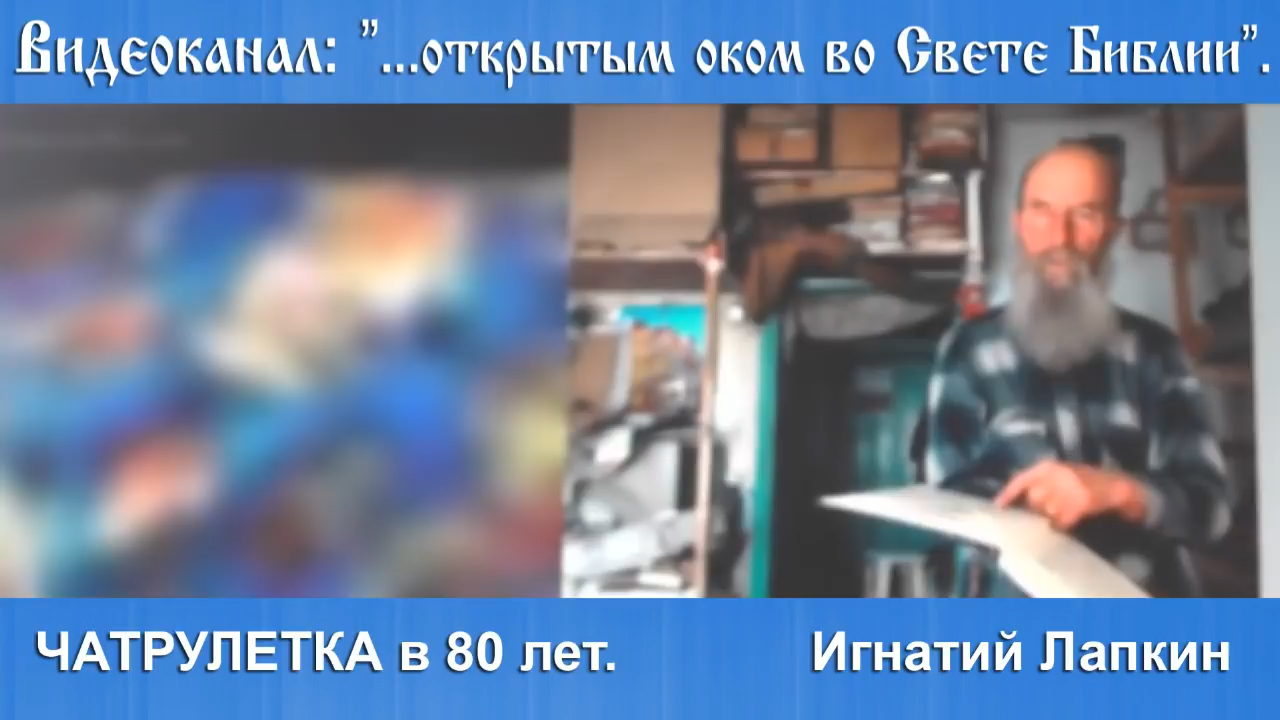 Видеоканал: "...открытым оком во Свете Библии".
ЧАТРУЛЕТКА в 80 лет.
Игнатий Лапкин